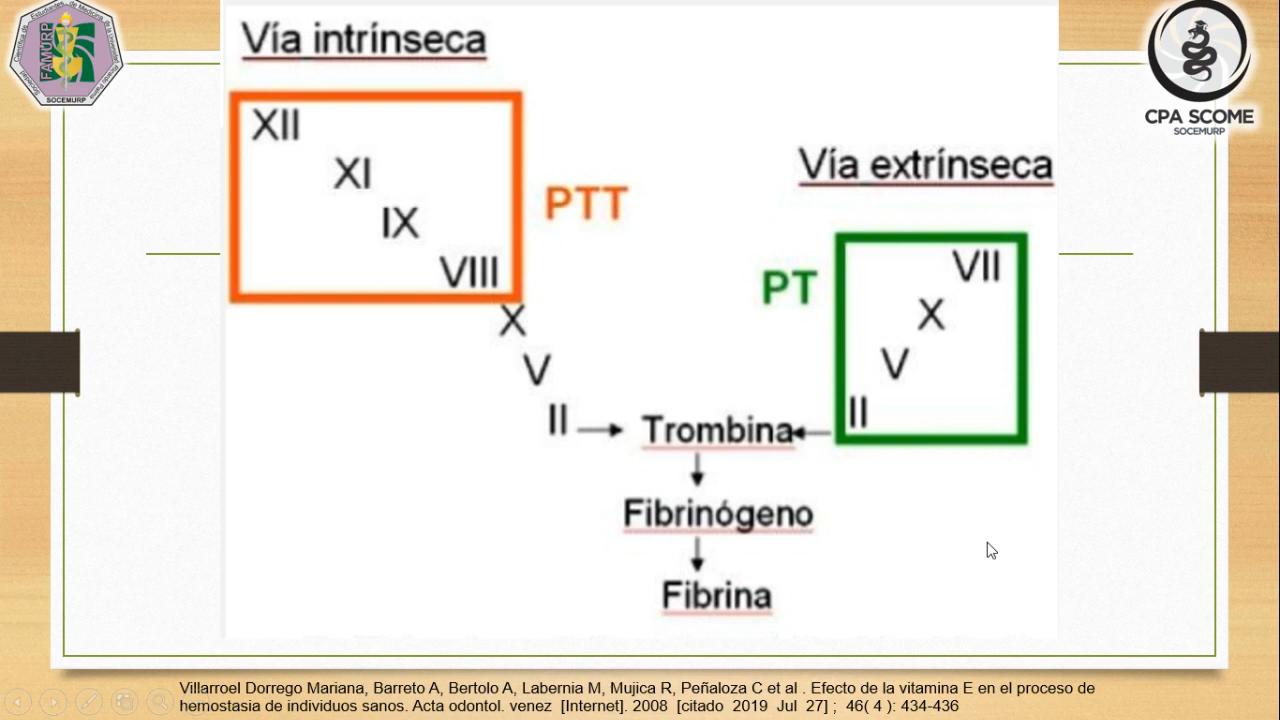 Vía intrínseca
XII
XI
IX
VIII
PTT
X
V
II
Vía extrínseca
PT
VII
X
V
II
Trombina
Fibrinógeno
Fibrina
FAMURP
SOCEMURP
CPA SCOME
SOCEMURP
Villarroel Dorrego Mariana, Barreto A, Bertolo A, Labernia M, Mujica R, Peñaloza C et al . Efecto de la vitamina E en el proceso de
hemostasia de individuos sanos. Acta odontol. venez [Internet]. 2008 [citado 2019 Jul 27] ; 46( 4 ): 434-436